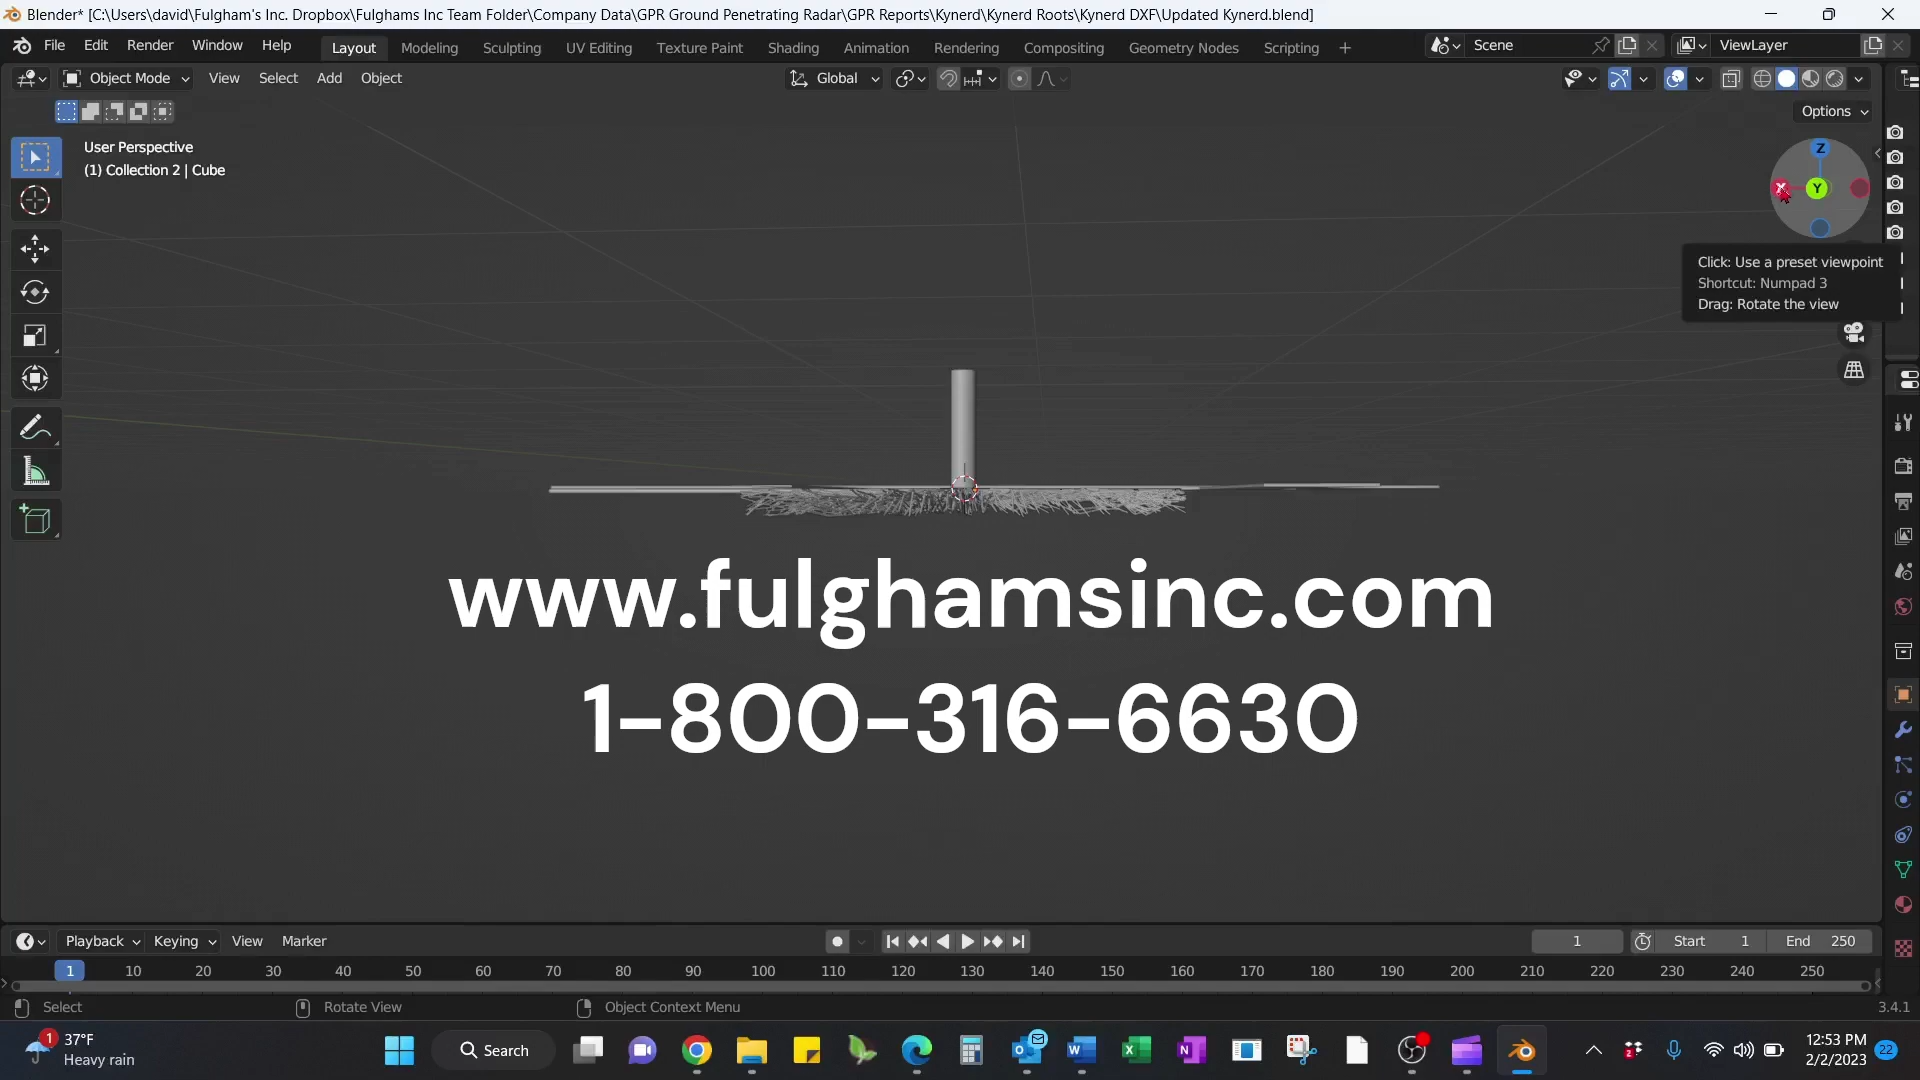 Blender* [C:\Users\david\Fulgham's Inc. Dropbox\Fulghams Inc Team Folder\Company Data\GPR Ground Penetrating Radar\GPR Reports\Kynerd\Kynerd Roots\Kynerd DXF\Updated Kynerd.blend]
File Edit Render Window Help Layout Modeling Sculpting UV Editing Texture Paint Shading Animation Rendering Compositing Geometry Nodes Scripting + Scene ViewLayer
Object Mode View Select Add Object Global
Options
User Perspective
(1) Collection 2 | Cube
Z
X Y
Click: Use a preset viewpoint
Shortcut: Numpad 3
Drag: Rotate the view
www.fulghamsinc.com
1-800-316-6630
Playback Keying View Marker 1 Start 1 End 250
1 10 20 30 40 50 60 70 80 90 100 110 120 130 140 150 160 170 180 190 200 210 220 230 240 250
Select Rotate View Object Context Menu 3.4.1
1 37°F
Heavy rain
Search
12:53 PM
2/2/2023 22